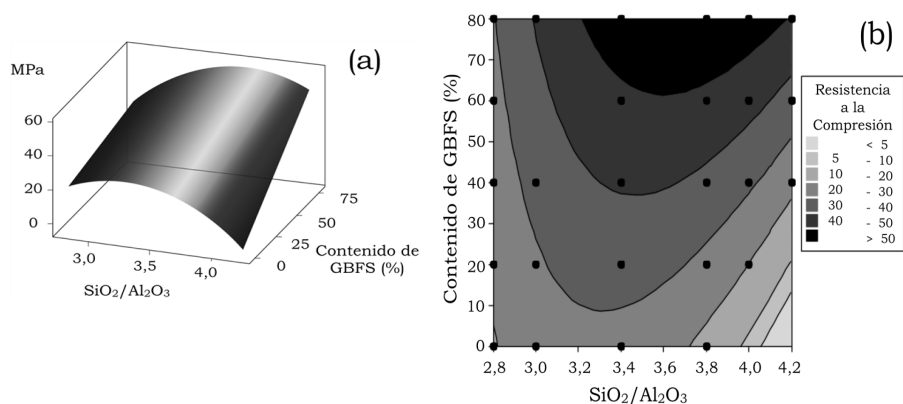 (a)
MPa
60
40
20
0
3,0
3,5
4,0
SiO₂/Al₂O₃
0
25
50
75
Contenido de
GBFS (%)
(b)
Contenido de GBFS (%)
80
70
60
50
40
30
20
10
0
2,8 3,0 3,2 3,4 3,6 3,8 4,0 4,2
SiO₂/Al₂O₃
Resistencia
a la
Compresión
< 5
5 - 10
10 - 20
20 - 30
30 - 40
40 - 50
> 50